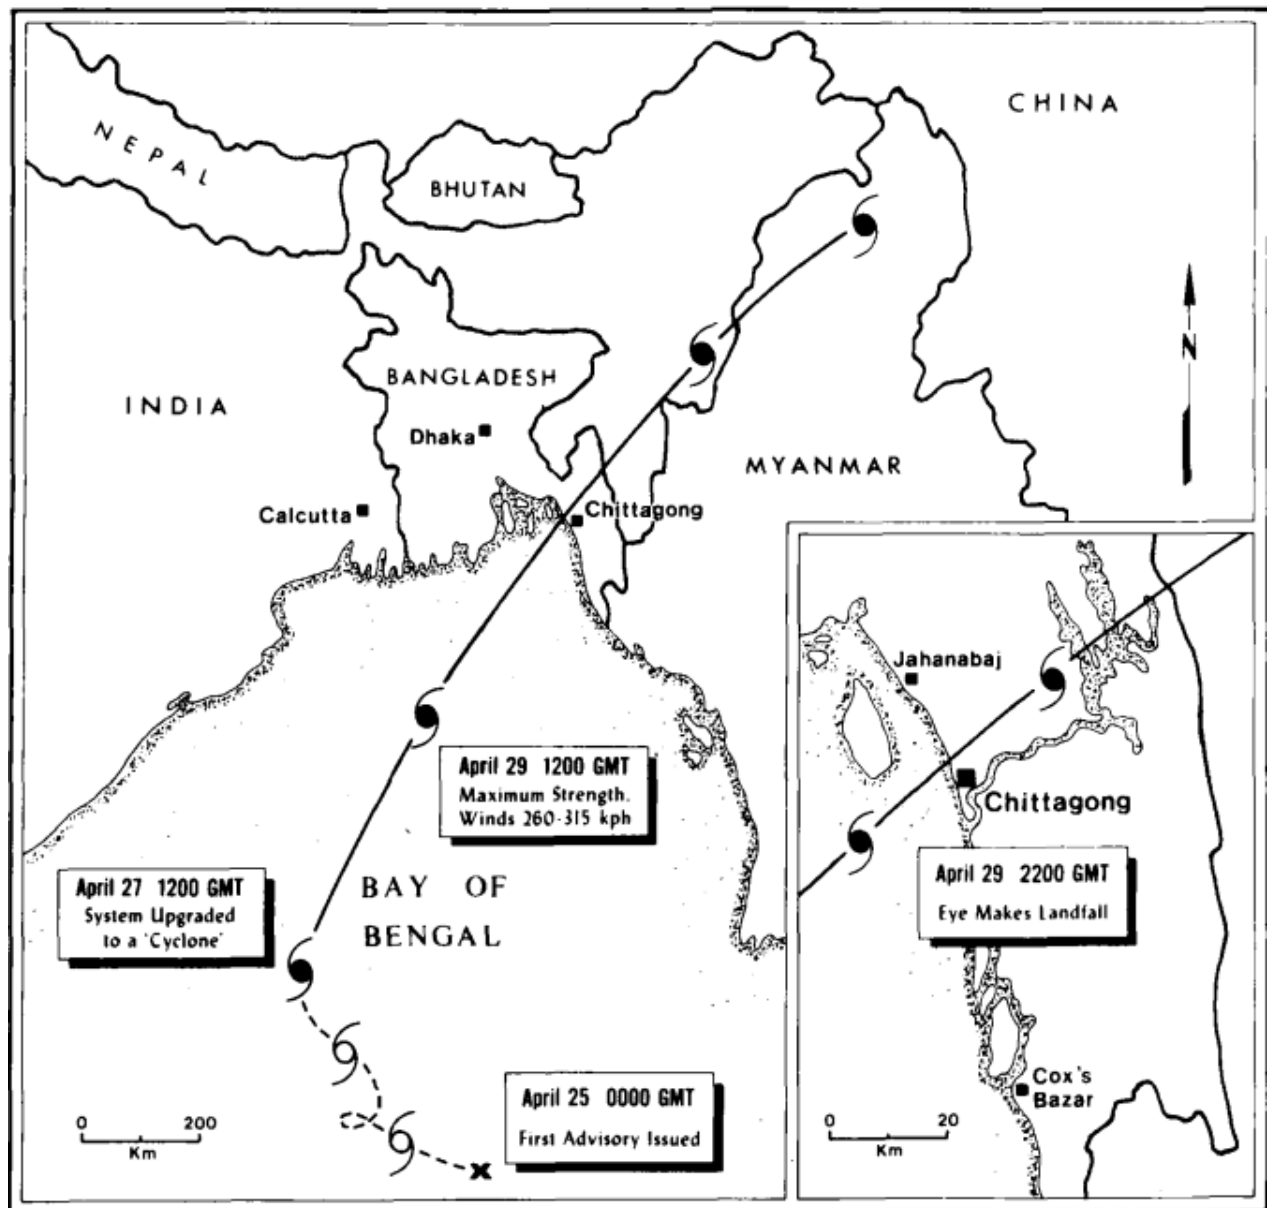 CHINA
NEPAL
BHUTAN
N
BANGLADESH
INDIA
Dhaka
MYANMAR
Calcutta
Chittagong
April 29 1200 GMT
Maximum Strength,
Winds 260-315 kph
April 27 1200 GMT
System Upgraded
to a 'Cyclone'
BAY OF
BENGAL
April 25 0000 GMT
First Advisory Issued
0 200
Km
Jahanabaj
Chittagong
April 29 2200 GMT
Eye Makes Landfall
Cox's
Bazar
0 20
Km